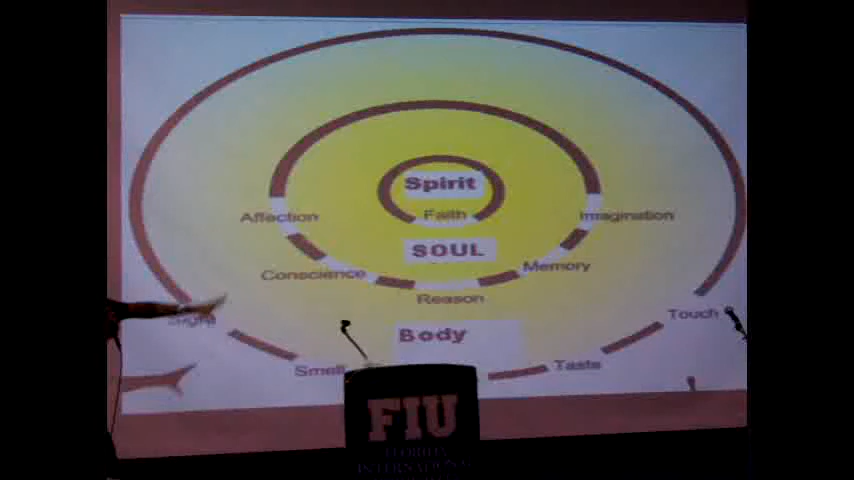 Spirit
Faith
Affection
Imagination
SOUL
Conscience
Memory
Reason
Touch
Sight
Body
Smell
Taste
FIU
FLORIDA
INTERNATIONAL